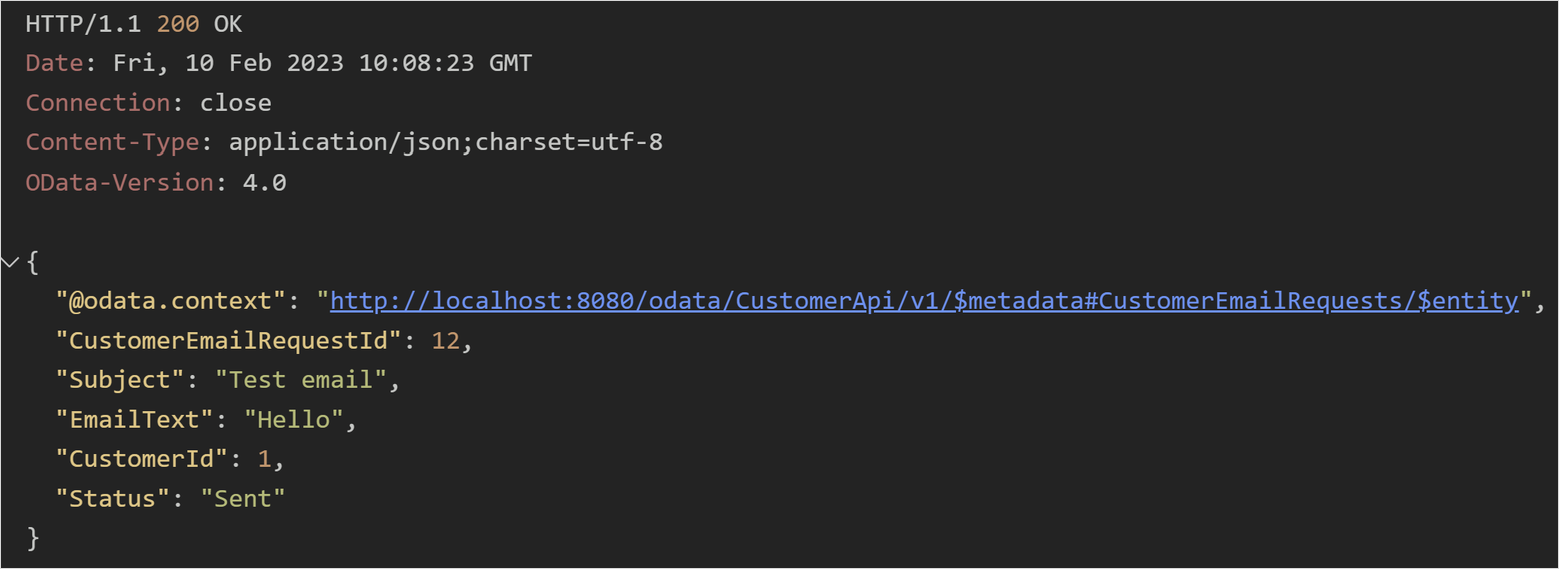 HTTP/1.1 200 OK
Date: Fri, 10 Feb 2023 10:08:23 GMT
Connection: close
Content-Type: application/json;charset=utf-8
OData-Version: 4.0
{
"@odata.context": "http://localhost:8080/odata/CustomerApi/v1/$metadata#CustomerEmailRequests/$entity",
"CustomerEmailRequestId": 12,
"Subject": "Test email",
"EmailText": "Hello",
"CustomerId": 1,
"Status": "Sent"
}